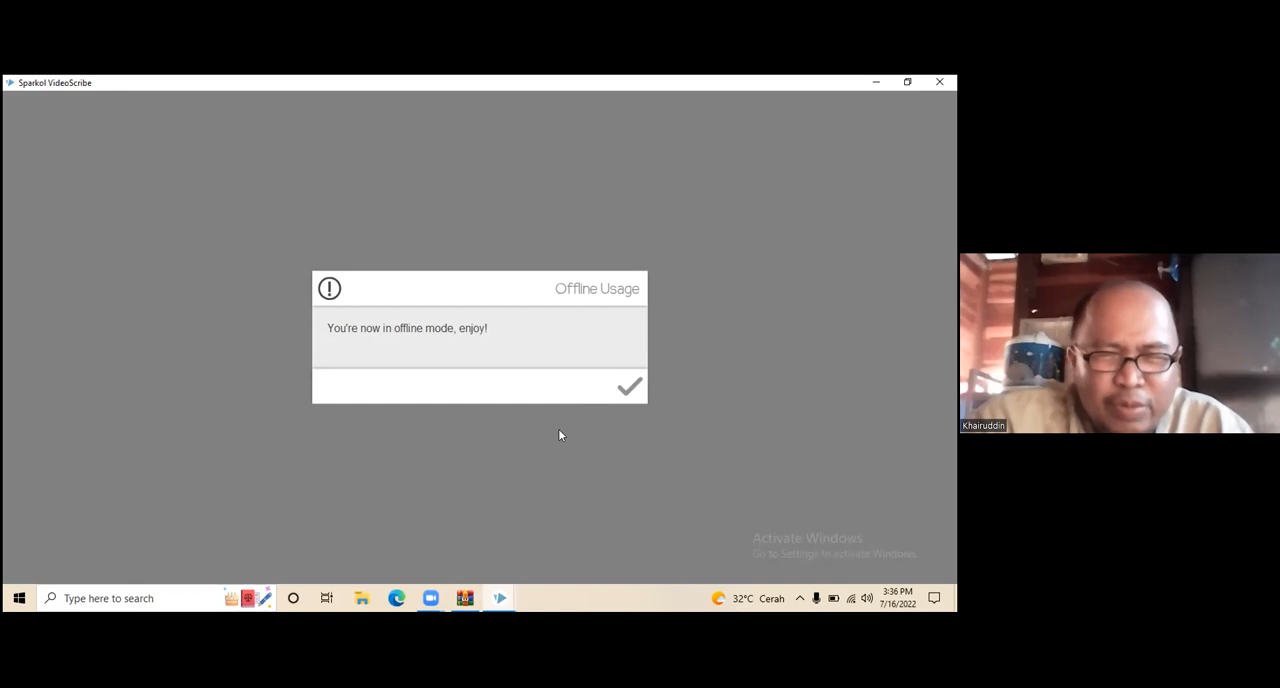 Sparkol VideoScribe
Offline Usage
You're now in offline mode, enjoy!
Activate Windows
Go to Settings to activate Windows.
Khairuddin
Type here to search
32°C Cerah
3:36 PM
7/16/2022